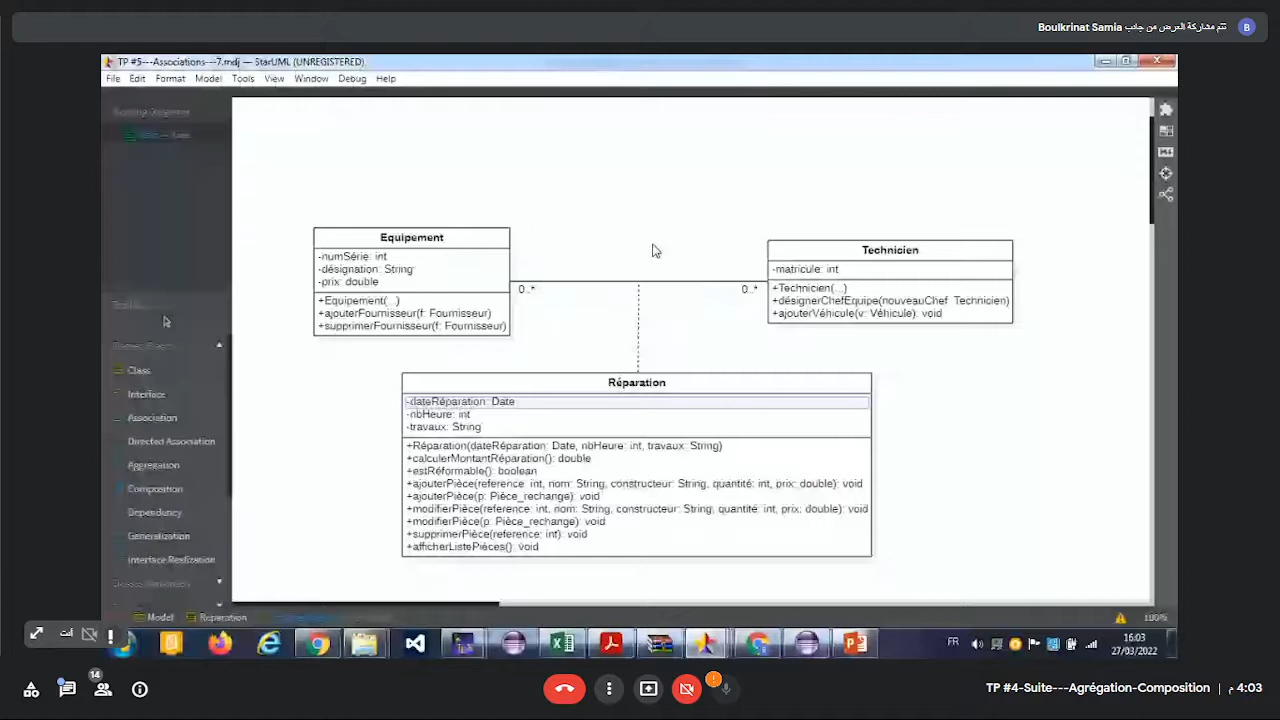 تتم مشاركة العرض من جانب Boulkrinat Samia
B
TP #5---Associations---7.mdj — StarUML (UNREGISTERED)
File Edit Format Model Tools View Window Debug Help
Equipement
-numSérie: int
-désignation: String
-prix: double
+Equipement(...)
+ajouterFournisseur(f: Fournisseur)
+supprimerFournisseur(f: Fournisseur)
0..*
0..*
Technicien
-matricule: int
+Technicien(...)
+désignerChefEquipe(nouveauChef Technicien)
+ajouterVéhicule(v: Véhicule): void
Réparation
-dateRéparation: Date
-nbHeure: int
-travaux: String
+Réparation(dateRéparation: Date, nbHeure: int, travaux: String)
+calculerMontantRéparation(): double
+estRéformable(): boolean
+ajouterPièce(reference: int, nom: String, constructeur: String, quantité: int, prix: double): void
+ajouterPièce(p: Pièce_rechange): void
+modifierPièce(reference: int, nom: String, constructeur: String, quantité: int, prix: double): void
+modifierPièce(p: Pièce_rechange): void
+supprimerPièce(reference: int): void
+afficherListePièces(): void
Class
Interface
Association
Directed Association
Aggregation
Composition
Dependency
Generalization
Interface Realization
Model
Réparation
100%
FR
16:03
27/03/2022
14
TP #4-Suite---Agrégation-Composition | 4:03 م